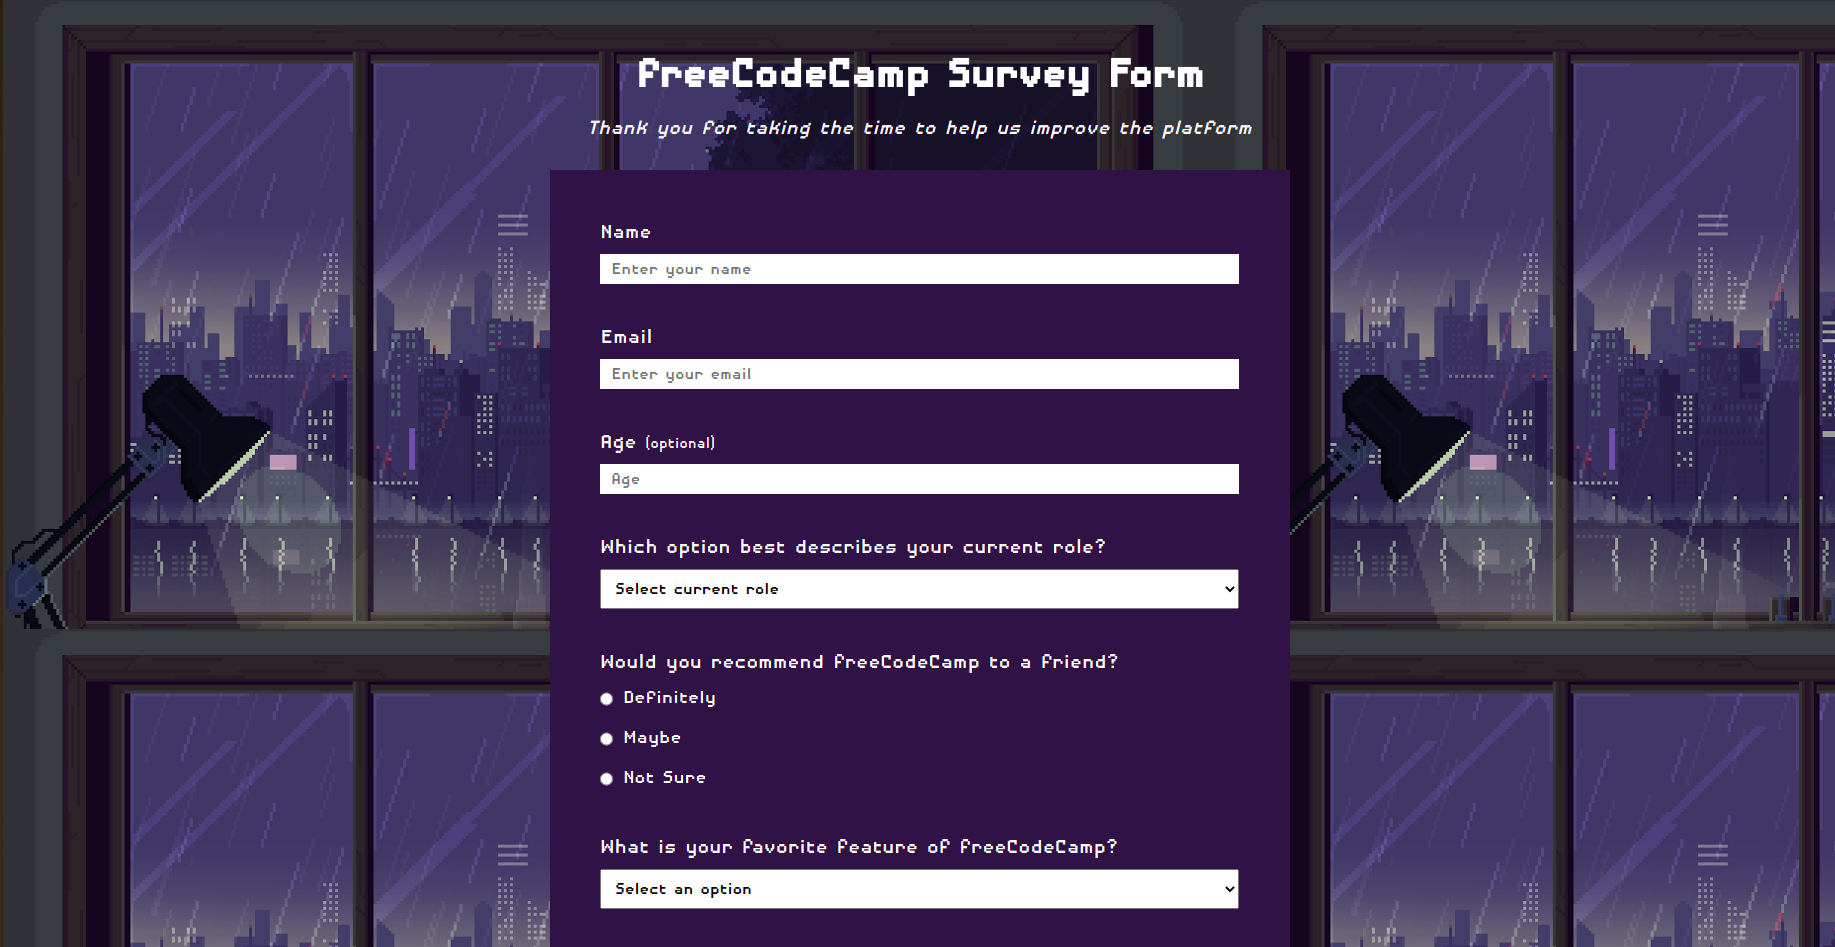 freeCodeCamp Survey Form
Thank you for taking the time to help us improve the platform
Name
Enter your name
Email
Enter your email
Age (optional)
Age
Which option best describes your current role?
Select current role
Would you recommend freeCodeCamp to a friend?
Definitely
Maybe
Not Sure
What is your favorite feature of freeCodeCamp?
Select an option